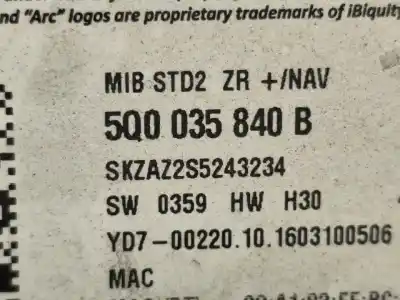 nd "Arc" logos are proprietary trademarks of iBiquity
MIB STD2 ZR +/NAV
5Q0 035 840 B
SKZAZ2S5243234
SW 0359 HW H30
YD7-00220.10.1603100506
MAC